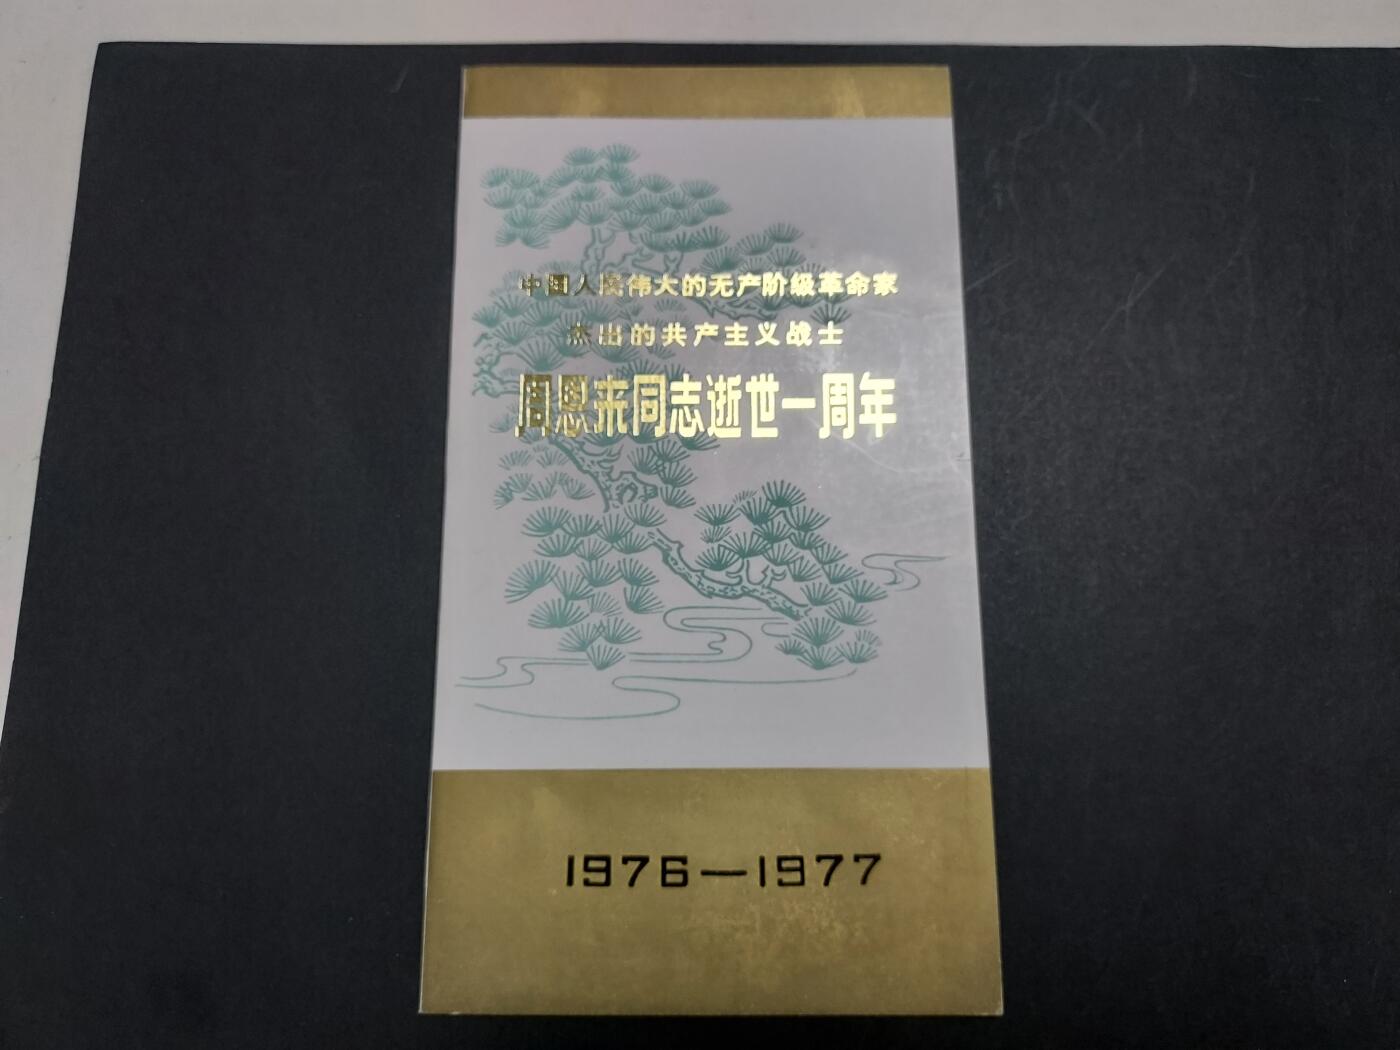 中国人民伟大的无产阶级革命家
杰出的共产主义战士
周恩来同志逝世一周年
1976—1977